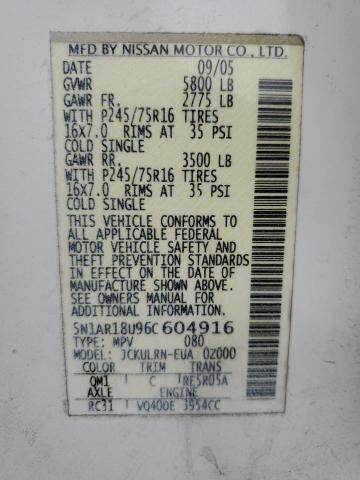 MFD BY NISSAN MOTOR CO., LTD.
DATE 09/05
GVWR 5800 LB
GAWR FR. 2775 LB
WITH P245/75R16 TIRES
16x7.0 RIMS AT 35 PSI
COLD SINGLE
GAWR RR. 3500 LB
WITH P245/75R16 TIRES
16x7.0 RIMS AT 35 PSI
COLD SINGLE
THIS VEHICLE CONFORMS TO
ALL APPLICABLE FEDERAL
MOTOR VEHICLE SAFETY AND
THEFT PREVENTION STANDARDS
IN EFFECT ON THE DATE OF
MANUFACTURE SHOWN ABOVE.
SEE OWNERS MANUAL FOR
ADDITIONAL INFORMATION.
5N1AR18U96C604916
TYPE: MPV 080
MODEL: JCKULRN-EUA 02000
COLOR TRIM TRANS
QM1 C RE5R05A
AXLE ENGINE
RC31 VQ40DE 3954CC